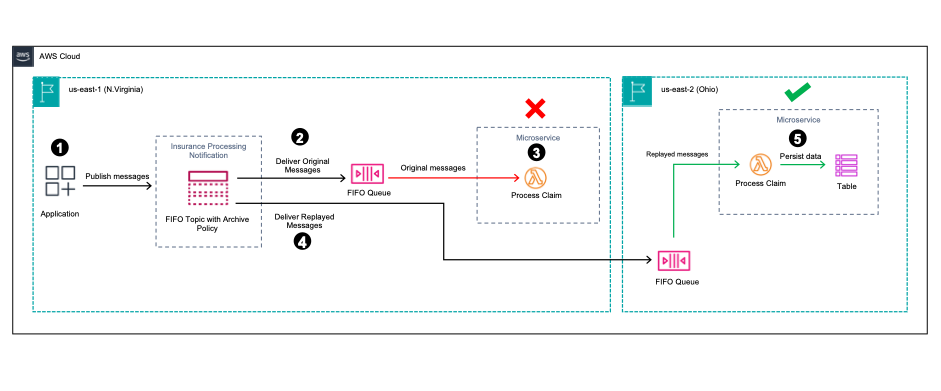 aws
AWS Cloud
us-east-1 (N.Virginia)
us-east-2 (Ohio)
1
Application
Publish messages
Insurance Processing
Notification
FIFO Topic with Archive
Policy
2
Deliver Original
Messages
FIFO Queue
Original messages
Microservice
3
Process Claim
Deliver Replayed
Messages
4
FIFO Queue
Replayed messages
Microservice
5
Process Claim
Persist data
Table